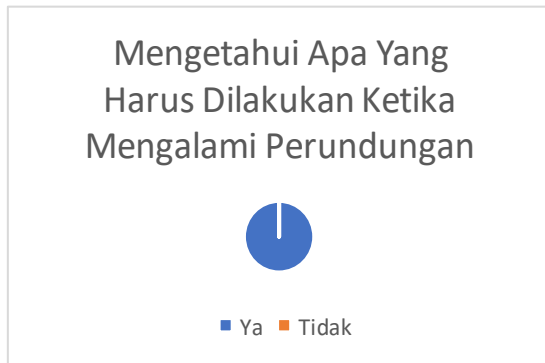 Mengetahui Apa Yang
Harus Dilakukan Ketika
Mengalami Perundungan
Ya Tidak